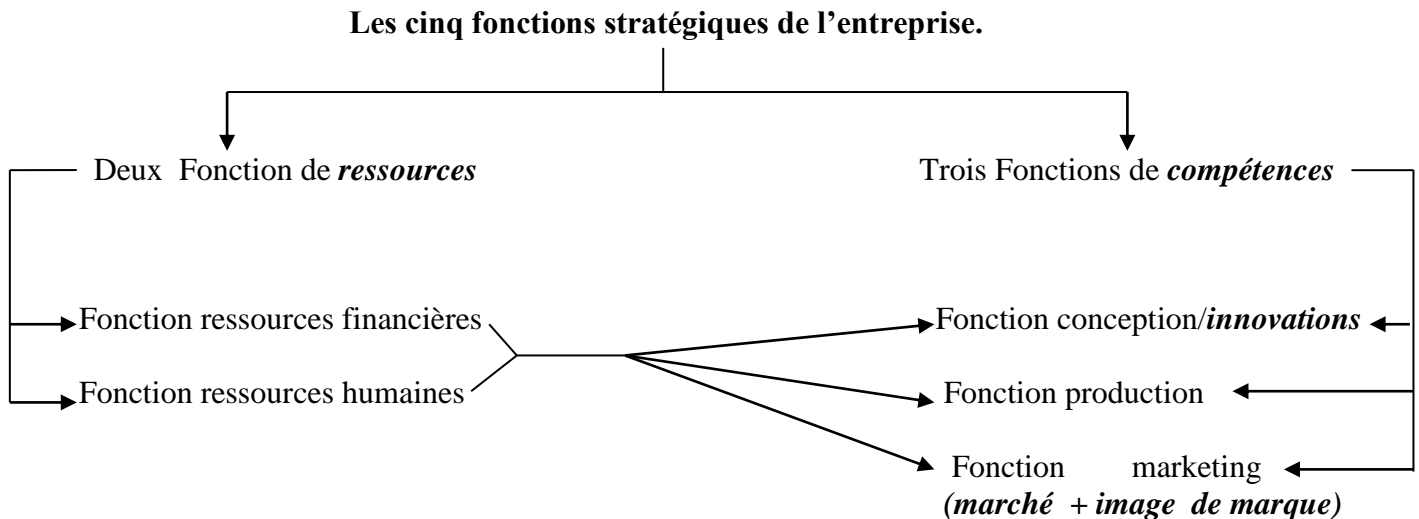 Les cinq fonctions stratégiques de l’entreprise.
Deux Fonction de ressources
Trois Fonctions de compétences
Fonction ressources financières
Fonction conception/innovations
Fonction ressources humaines
Fonction production
Fonction marketing
(marché + image de marque)